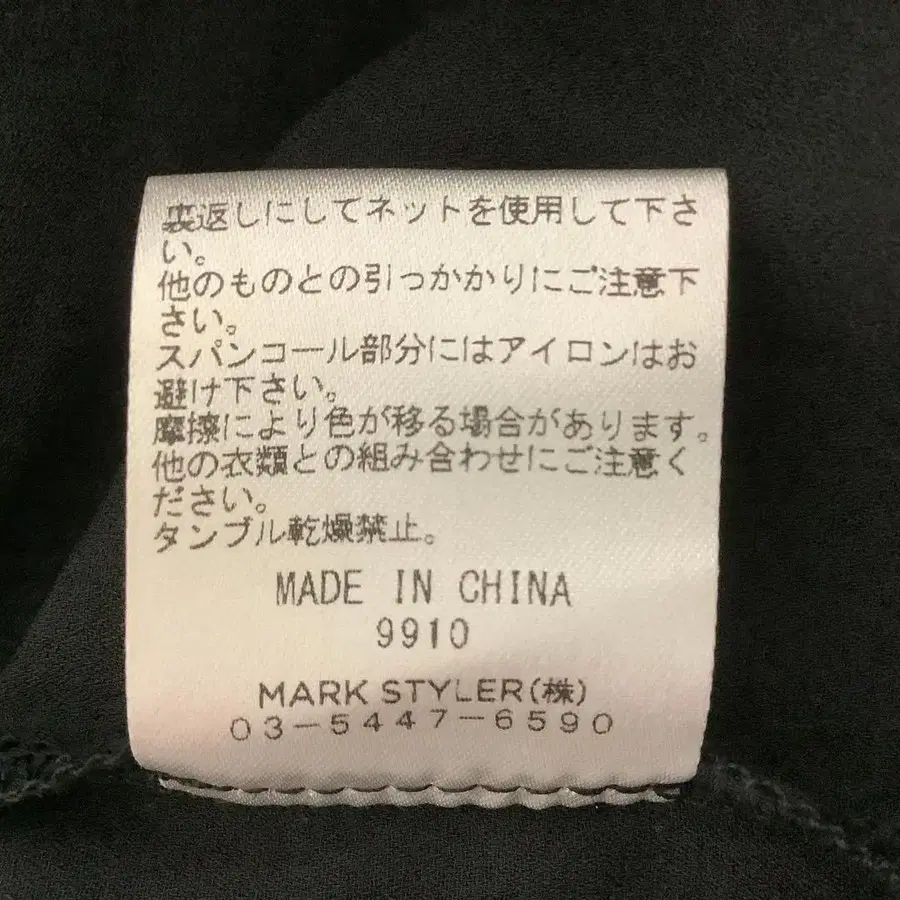 裏返しにしてネットを使用して下さ
い。
他のものとの引っかかりにご注意下
さい。
スパンコール部分にはアイロンはお
避け下さい。
摩擦により色が移る場合があります。
他の衣類との組み合わせにご注意く
ださい。
タンブル乾燥禁止。
MADE IN CHINA
9910
MARK STYLER(株)
03-5447-6590